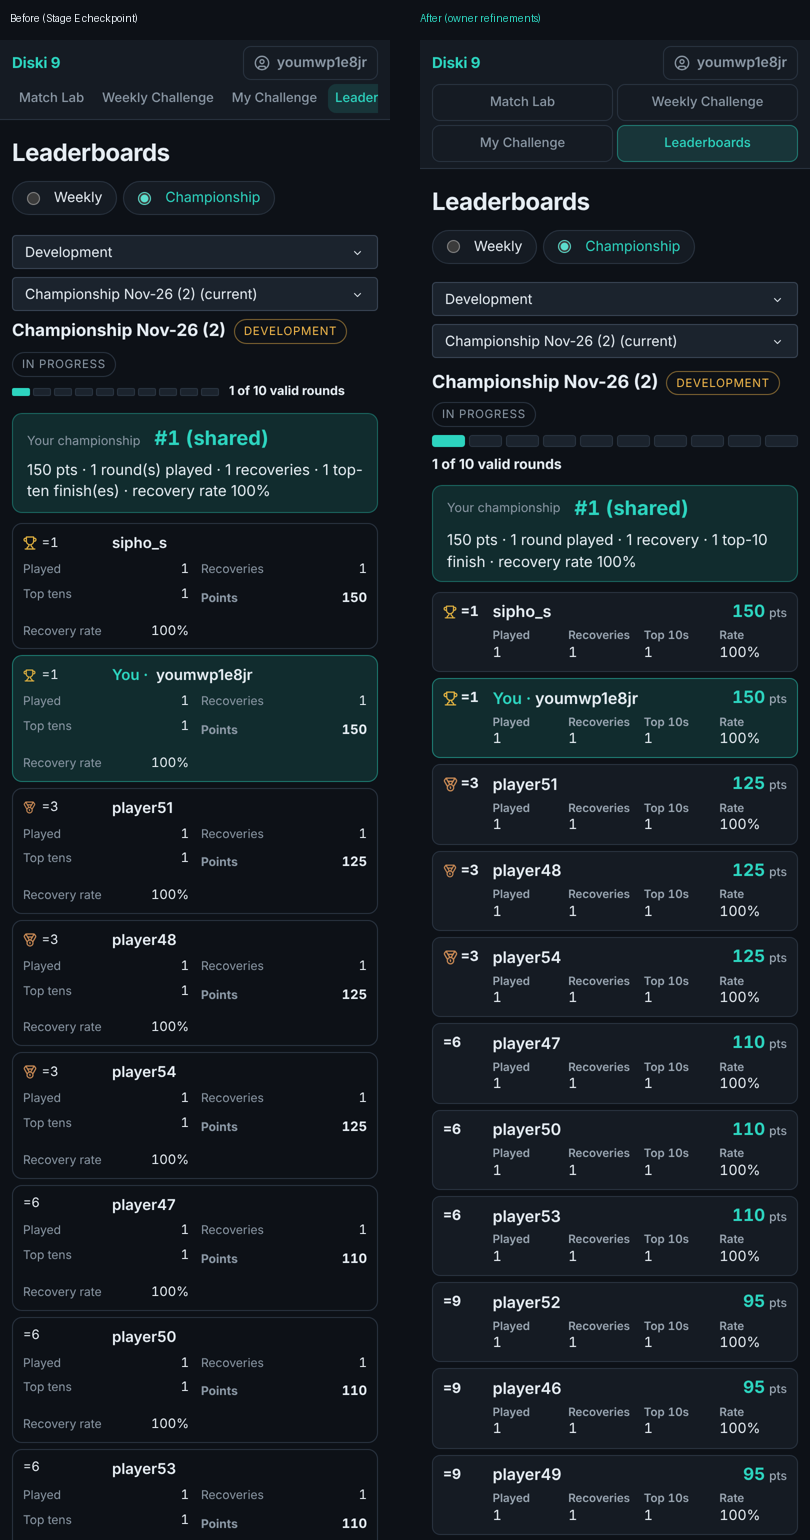 Before (Stage E checkpoint)
Diski 9
youmwp1e8jr
Match Lab Weekly Challenge My Challenge Leader
Leaderboards
Weekly Championship
Development
Championship Nov-26 (2) (current)
Championship Nov-26 (2) DEVELOPMENT
IN PROGRESS
1 of 10 valid rounds
Your championship #1 (shared)
150 pts · 1 round(s) played · 1 recoveries · 1 top-
ten finish(es) · recovery rate 100%
=1 sipho_s
Played 1 Recoveries 1
Top tens 1 Points 150
Recovery rate 100%
=1 You · youmwp1e8jr
Played 1 Recoveries 1
Top tens 1 Points 150
Recovery rate 100%
=3 player51
Played 1 Recoveries 1
Top tens 1 Points 125
Recovery rate 100%
=3 player48
Played 1 Recoveries 1
Top tens 1 Points 125
Recovery rate 100%
=3 player54
Played 1 Recoveries 1
Top tens 1 Points 125
Recovery rate 100%
=6 player47
Played 1 Recoveries 1
Top tens 1 Points 110
Recovery rate 100%
=6 player50
Played 1 Recoveries 1
Top tens 1 Points 110
Recovery rate 100%
=6 player53
Played 1 Recoveries 1
Top tens 1 Points 110
After (owner refinements)
Diski 9
youmwp1e8jr
Match Lab Weekly Challenge
My Challenge Leaderboards
Leaderboards
Weekly Championship
Development
Championship Nov-26 (2) (current)
Championship Nov-26 (2) DEVELOPMENT
IN PROGRESS
1 of 10 valid rounds
Your championship #1 (shared)
150 pts · 1 round played · 1 recovery · 1 top-10
finish · recovery rate 100%
=1 sipho_s 150 pts
Played Recoveries Top 10s Rate
1 1 1 100%
=1 You · youmwp1e8jr 150 pts
Played Recoveries Top 10s Rate
1 1 1 100%
=3 player51 125 pts
Played Recoveries Top 10s Rate
1 1 1 100%
=3 player48 125 pts
Played Recoveries Top 10s Rate
1 1 1 100%
=3 player54 125 pts
Played Recoveries Top 10s Rate
1 1 1 100%
=6 player47 110 pts
Played Recoveries Top 10s Rate
1 1 1 100%
=6 player50 110 pts
Played Recoveries Top 10s Rate
1 1 1 100%
=6 player53 110 pts
Played Recoveries Top 10s Rate
1 1 1 100%
=9 player52 95 pts
Played Recoveries Top 10s Rate
1 1 1 100%
=9 player46 95 pts
Played Recoveries Top 10s Rate
1 1 1 100%
=9 player49 95 pts
Played Recoveries Top 10s Rate
1 1 1 100%